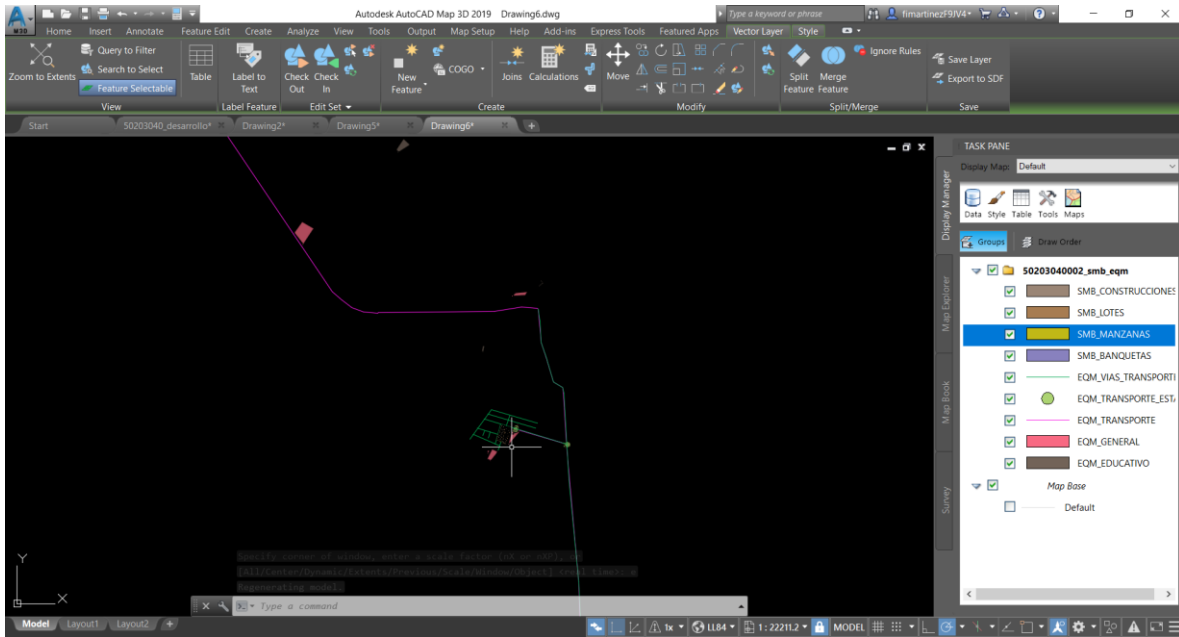 Autodesk AutoCAD Map 3D 2019 Drawing6.dwg
Type a keyword or phrase
fimartinezF9JV4
M3D Home Insert Annotate Feature Edit Create Analyze View Tools Output Map Setup Help Add-ins Express Tools Featured Apps Vector Layer Style
Zoom to Extents
Query to Filter
Search to Select
Feature Selectable
View
Table
Label to Text
Label Feature
Check Out
Check In
Edit Set
New Feature
COGO
Joins
Calculations
Create
Move
Modify
Split Feature
Merge Feature
Ignore Rules
Split/Merge
Save Layer
Export to SDF
Save
Start 50203040_desarrollo* Drawing2* Drawing5* Drawing6*
TASK PANE
Display Map: Default
Data Style Table Tools Maps
Groups Draw Order
Display Manager
Map Explorer
Map Book
Survey
50203040002_smb_eqm
SMB_CONSTRUCCIONES
SMB_LOTES
SMB_MANZANAS
SMB_BANQUETAS
EQM_VIAS_TRANSPORTI
EQM_TRANSPORTE_EST
EQM_TRANSPORTE
EQM_GENERAL
EQM_EDUCATIVO
Map Base
Default
Specify corner of window, enter a scale factor (nX or nXP), or
[All/Center/Dynamic/Extents/Previous/Scale/Window/Object] <real time>: e
Regenerating model.
Type a command
Y
X
Model Layout1 Layout2 +
1x LL84 1 : 22211.2 MODEL